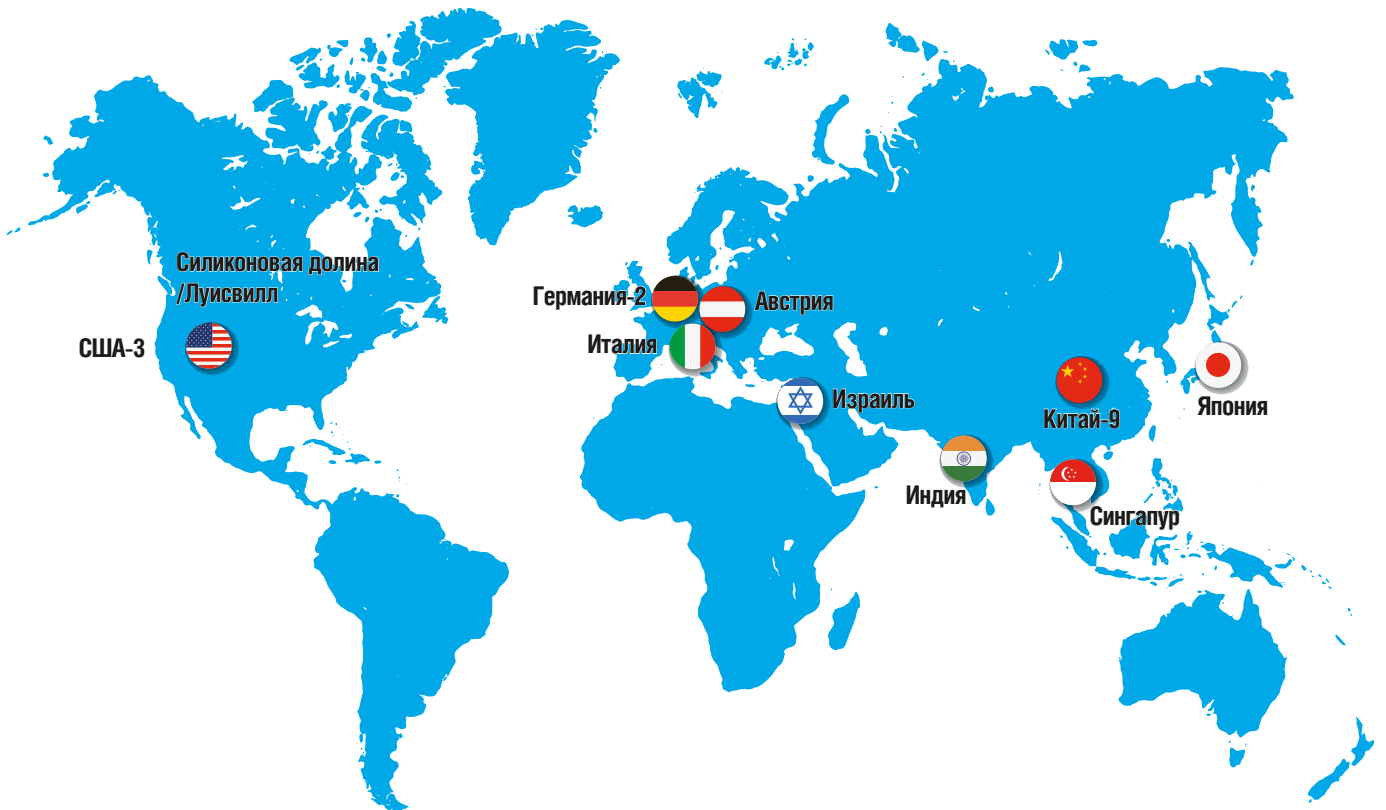 Силиконовая долина
/Луисвилл
США-3
Германия-2
Австрия
Италия
Израиль
Китай-9
Япония
Индия
Сингапур